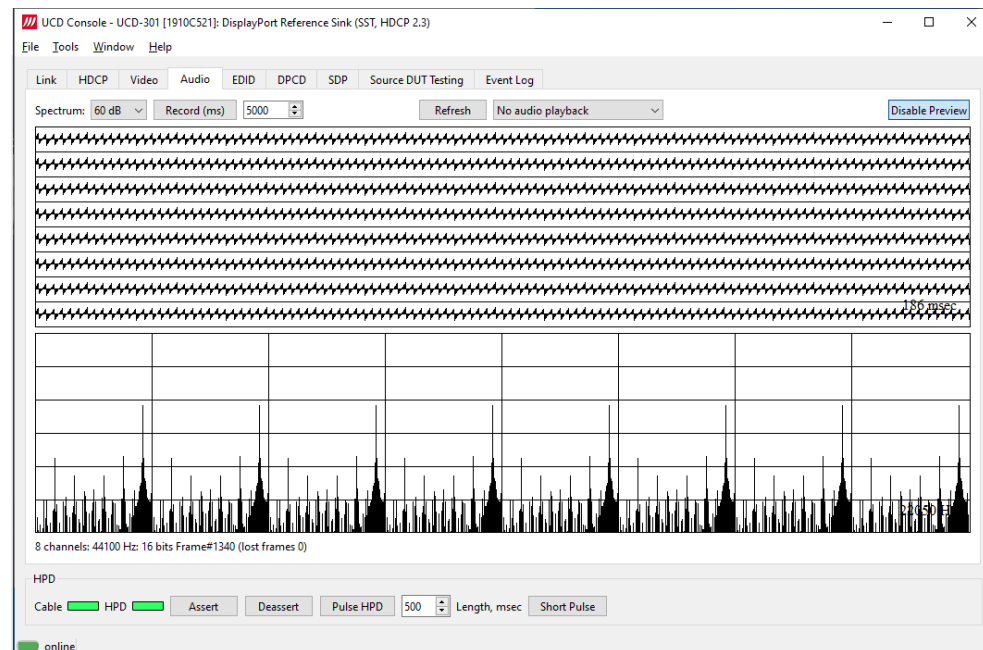 UCD Console - UCD-301 [1910C521]: DisplayPort Reference Sink (SST, HDCP 2.3)
File Tools Window Help
Link HDCP Video Audio EDID DPCD SDP Source DUT Testing Event Log
Spectrum: 60 dB Record (ms) 5000 Refresh No audio playback Disable Preview
186 msec
22050 H
8 channels: 44100 Hz: 16 bits Frame#1340 (lost frames 0)
HPD
Cable HPD Assert Deassert Pulse HPD 500 Length, msec Short Pulse
online